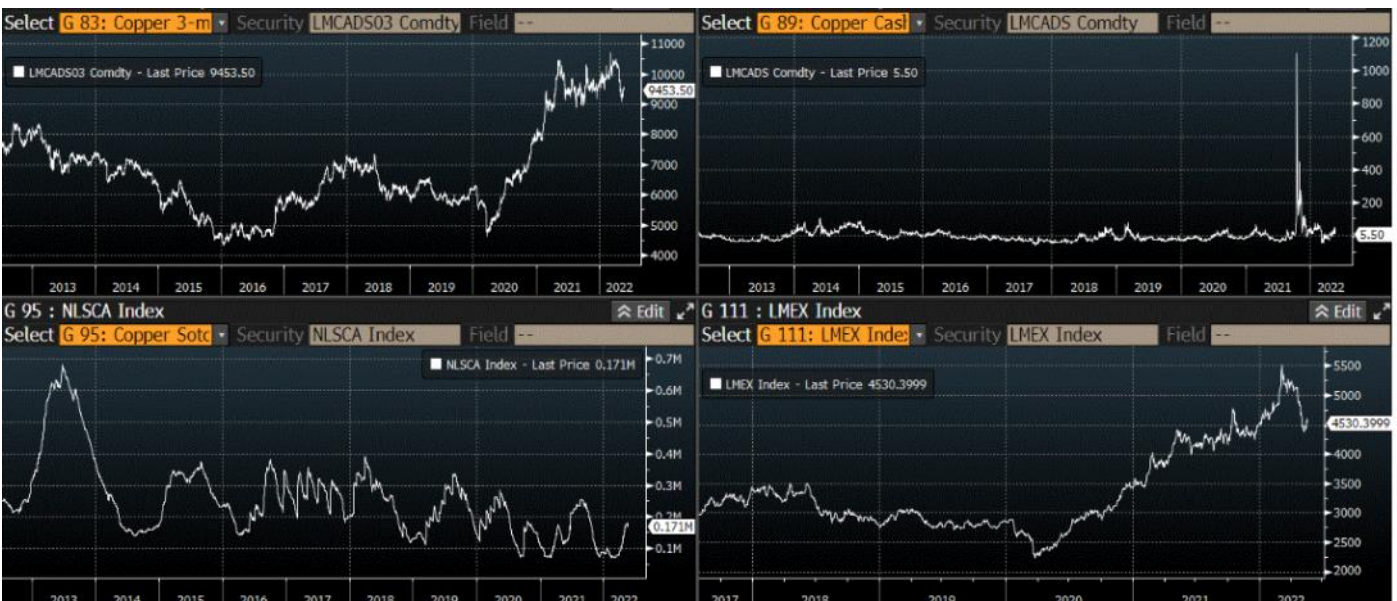 Select G 83: Copper 3-m Security LMCADS03 Comdty Field --
LMCADS03 Comdty - Last Price 9453.50
11000
10000
9453.50
9000
8000
7000
6000
5000
4000
2013 2014 2015 2016 2017 2018 2019 2020 2021 2022
Select G 89: Copper Cash Security LMCADS Comdty Field --
LMCADS Comdty - Last Price 5.50
1200
1000
800
600
400
200
5.50
2013 2014 2015 2016 2017 2018 2019 2020 2021 2022
G 95 : NLSCA Index Edit
Select G 95: Copper Sotc Security NLSCA Index Field --
NLSCA Index - Last Price 0.171M
0.7M
0.6M
0.5M
0.4M
0.3M
0.2M
0.171M
0.1M
2013 2014 2015 2016 2017 2018 2019 2020 2021 2022
G 111 : LMEX Index Edit
Select G 111: LMEX Index Security LMEX Index Field --
LMEX Index - Last Price 4530.3999
5500
5000
4530.3999
4000
3500
3000
2500
2000
2017 2018 2019 2020 2021 2022